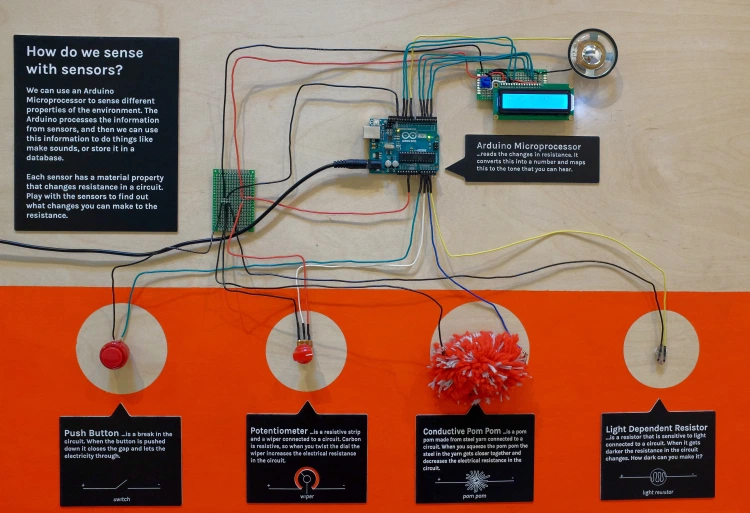 How do we sense
with sensors?
We can use an Arduino
Microprocessor to sense different
properties of the environment. The
Arduino processes the information
from sensors, and then we can use
this information to do things like
make sounds, or store it in a
database.
Each sensor has a material property
that changes resistance in a circuit.
Play with the sensors to find out
what changes you can make to the
resistance.
Arduino Microprocessor
...reads the changes in resistance. It
converts this into a number and maps
this to the tone that you can hear.
Push Button ...is a break in the
circuit. When the button is pushed
down it closes the gap and lets the
electricity through.
switch
Potentiometer ...is a resistive strip
and a wiper connected to a circuit. Carbon
is resistive, so when you twist the dial the
wiper increases the electrical resistance
in the circuit.
wiper
Conductive Pom Pom ...is a pom
pom made from steel yarn connected to a
circuit. When you squeeze the pom pom the
steel in the yarn gets closer together and
decreases the electrical resistance in the
circuit.
pom pom
Light Dependent Resistor
...is a resistor that is sensitive to light
connected to a circuit. When it gets
darker the resistance in the circuit
changes. How dark can you make it?
light resistor